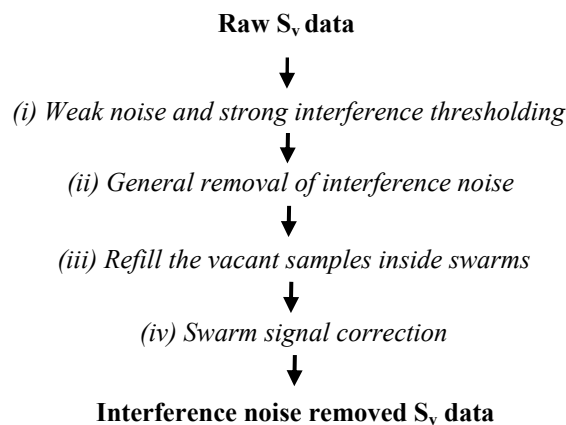 Raw Sv data
(i) Weak noise and strong interference thresholding
(ii) General removal of interference noise
(iii) Refill the vacant samples inside swarms
(iv) Swarm signal correction
Interference noise removed Sv data